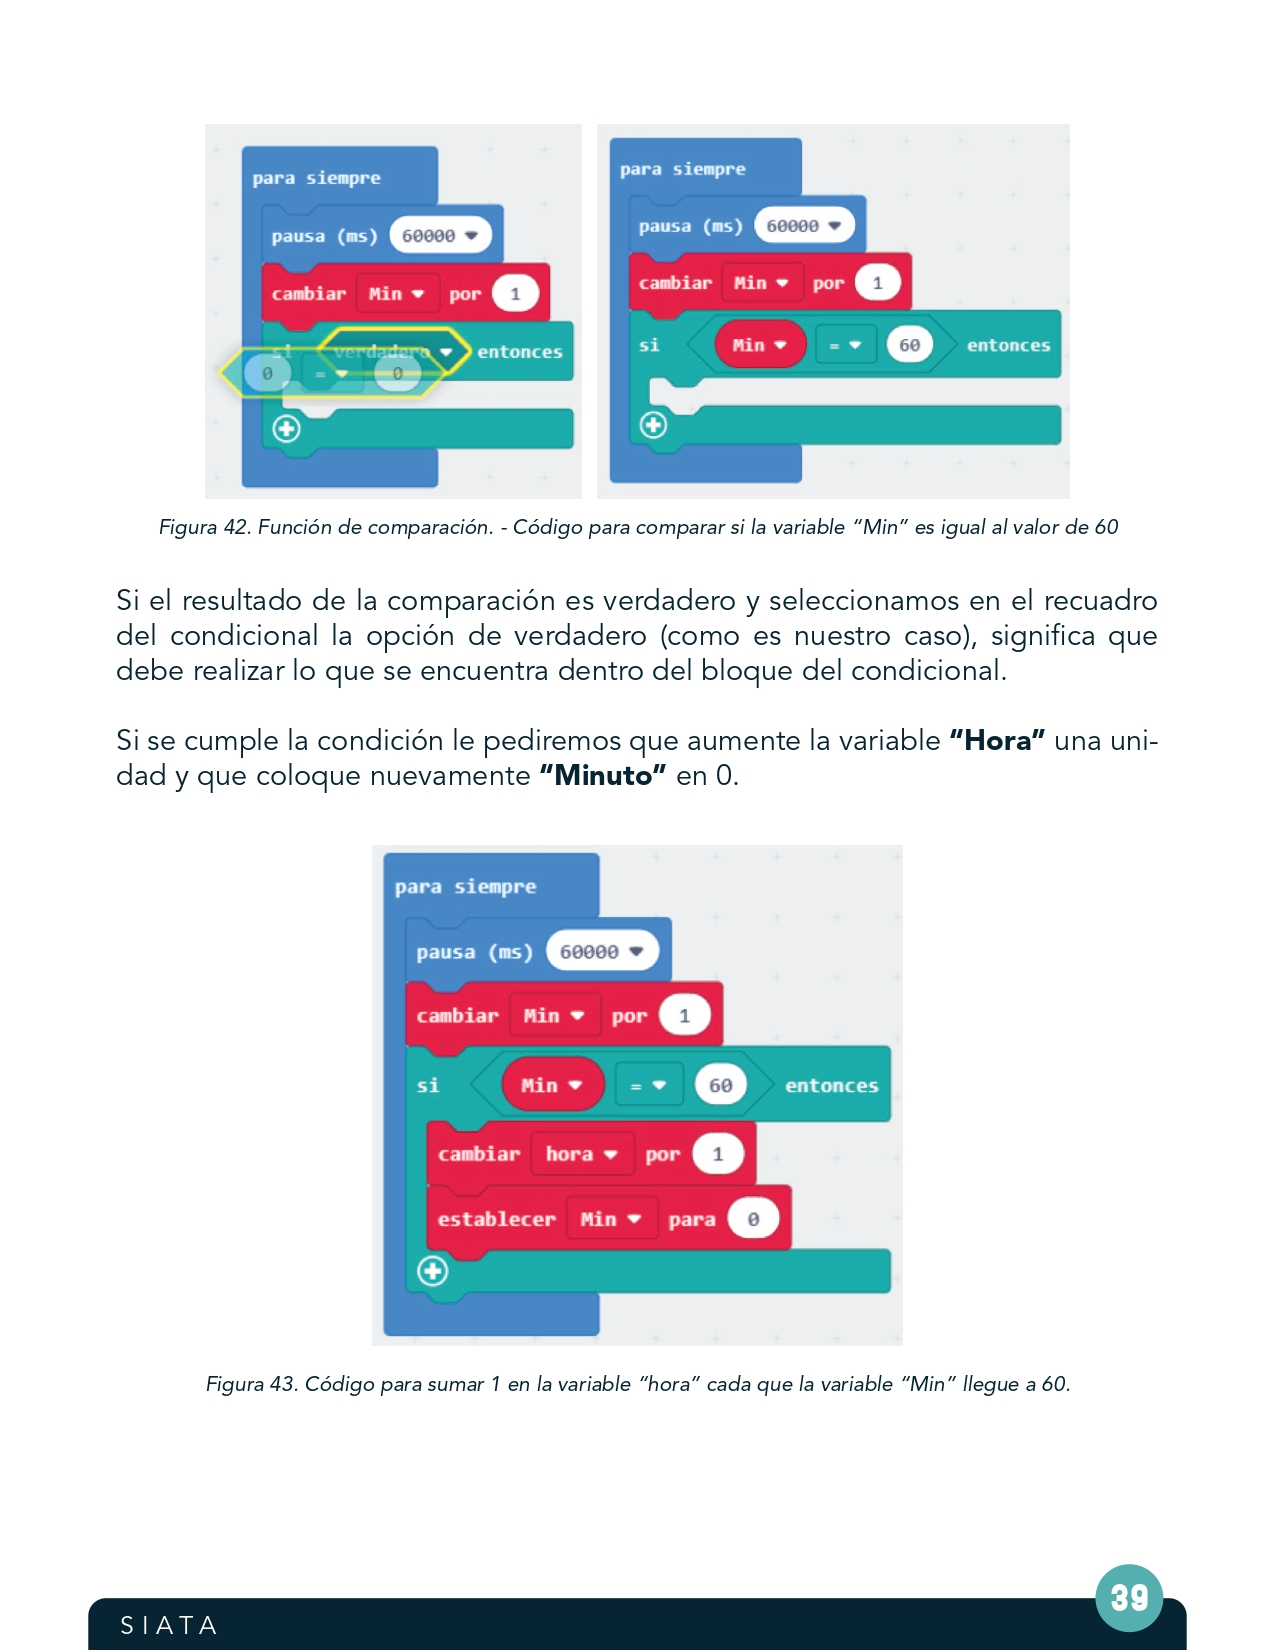 para siempre
pausa (ms) 60000
cambiar Min por 1
si verdadero entonces
0 = 0
para siempre
pausa (ms) 60000
cambiar Min por 1
si Min = 60 entonces
Figura 42. Función de comparación. - Código para comparar si la variable “Min” es igual al valor de 60
Si el resultado de la comparación es verdadero y seleccionamos en el recuadro
del condicional la opción de verdadero (como es nuestro caso), significa que
debe realizar lo que se encuentra dentro del bloque del condicional.
Si se cumple la condición le pediremos que aumente la variable “Hora” una uni-
dad y que coloque nuevamente “Minuto” en 0.
para siempre
pausa (ms) 60000
cambiar Min por 1
si Min = 60 entonces
cambiar hora por 1
establecer Min para 0
Figura 43. Código para sumar 1 en la variable “hora” cada que la variable “Min” llegue a 60.
39
SIATA